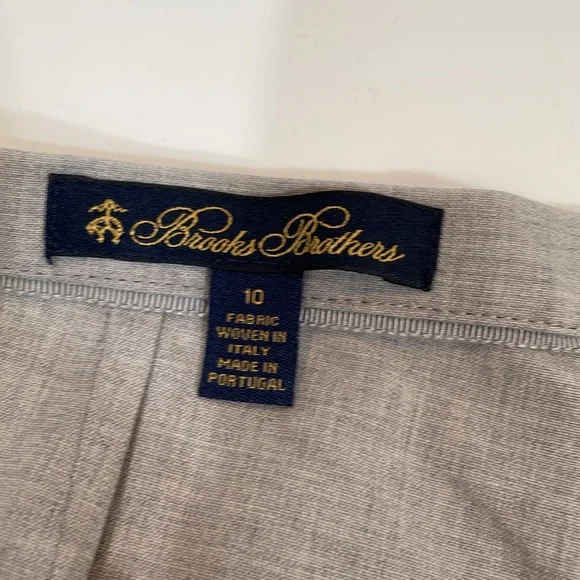 Brooks Brothers
10
FABRIC
WOVEN IN
ITALY
MADE IN
PORTUGAL